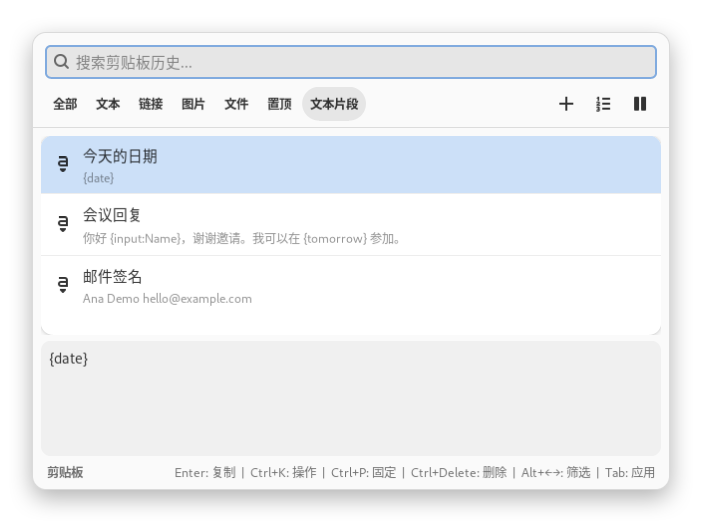 搜索剪贴板历史...
全部 文本 链接 图片 文件 置顶 文本片段
今天的日期
{date}
会议回复
你好 {input:Name}，谢谢邀请。我可以在 {tomorrow} 参加。
邮件签名
Ana Demo hello@example.com
{date}
剪贴板 Enter: 复制 | Ctrl+K: 操作 | Ctrl+P: 固定 | Ctrl+Delete: 删除 | Alt+←→: 筛选 | Tab: 应用